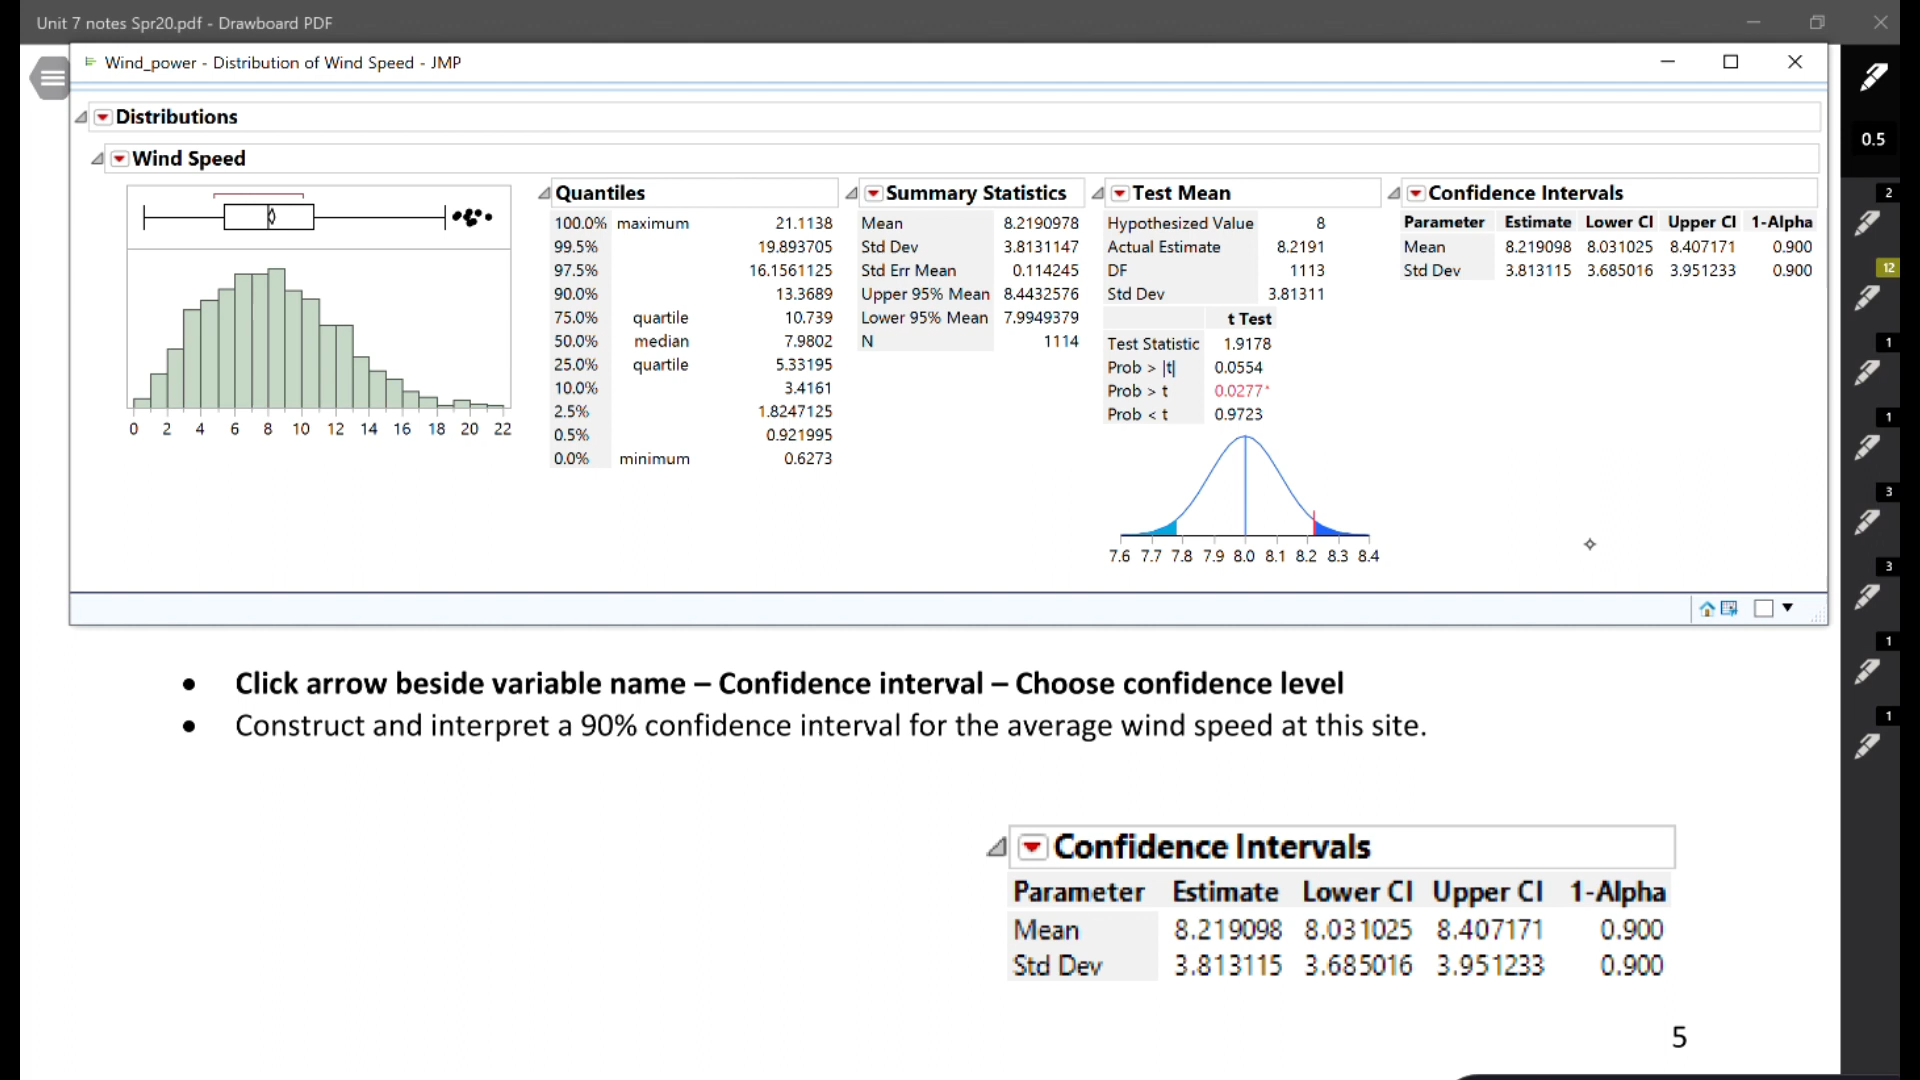 Unit 7 notes Spr20.pdf - Drawboard PDF
Wind_power - Distribution of Wind Speed - JMP
Distributions
Wind Speed
0 2 4 6 8 10 12 14 16 18 20 22
Quantiles
100.0% maximum 21.1138
99.5% 19.893705
97.5% 16.1561125
90.0% 13.3689
75.0% quartile 10.739
50.0% median 7.9802
25.0% quartile 5.33195
10.0% 3.4161
2.5% 1.8247125
0.5% 0.921995
0.0% minimum 0.6273
Summary Statistics
Mean 8.2190978
Std Dev 3.8131147
Std Err Mean 0.114245
Upper 95% Mean 8.4432576
Lower 95% Mean 7.9949379
N 1114
Test Mean
Hypothesized Value 8
Actual Estimate 8.2191
DF 1113
Std Dev 3.81311
t Test
Test Statistic 1.9178
Prob > |t| 0.0554
Prob > t 0.0277*
Prob < t 0.9723
7.6 7.7 7.8 7.9 8.0 8.1 8.2 8.3 8.4
Confidence Intervals
Parameter Estimate Lower CI Upper CI 1-Alpha
Mean 8.219098 8.031025 8.407171 0.900
Std Dev 3.813115 3.685016 3.951233 0.900
• Click arrow beside variable name – Confidence interval – Choose confidence level
• Construct and interpret a 90% confidence interval for the average wind speed at this site.
Confidence Intervals
Parameter Estimate Lower CI Upper CI 1-Alpha
Mean 8.219098 8.031025 8.407171 0.900
Std Dev 3.813115 3.685016 3.951233 0.900
5
0.5
2
12
1
1
3
3
1
1